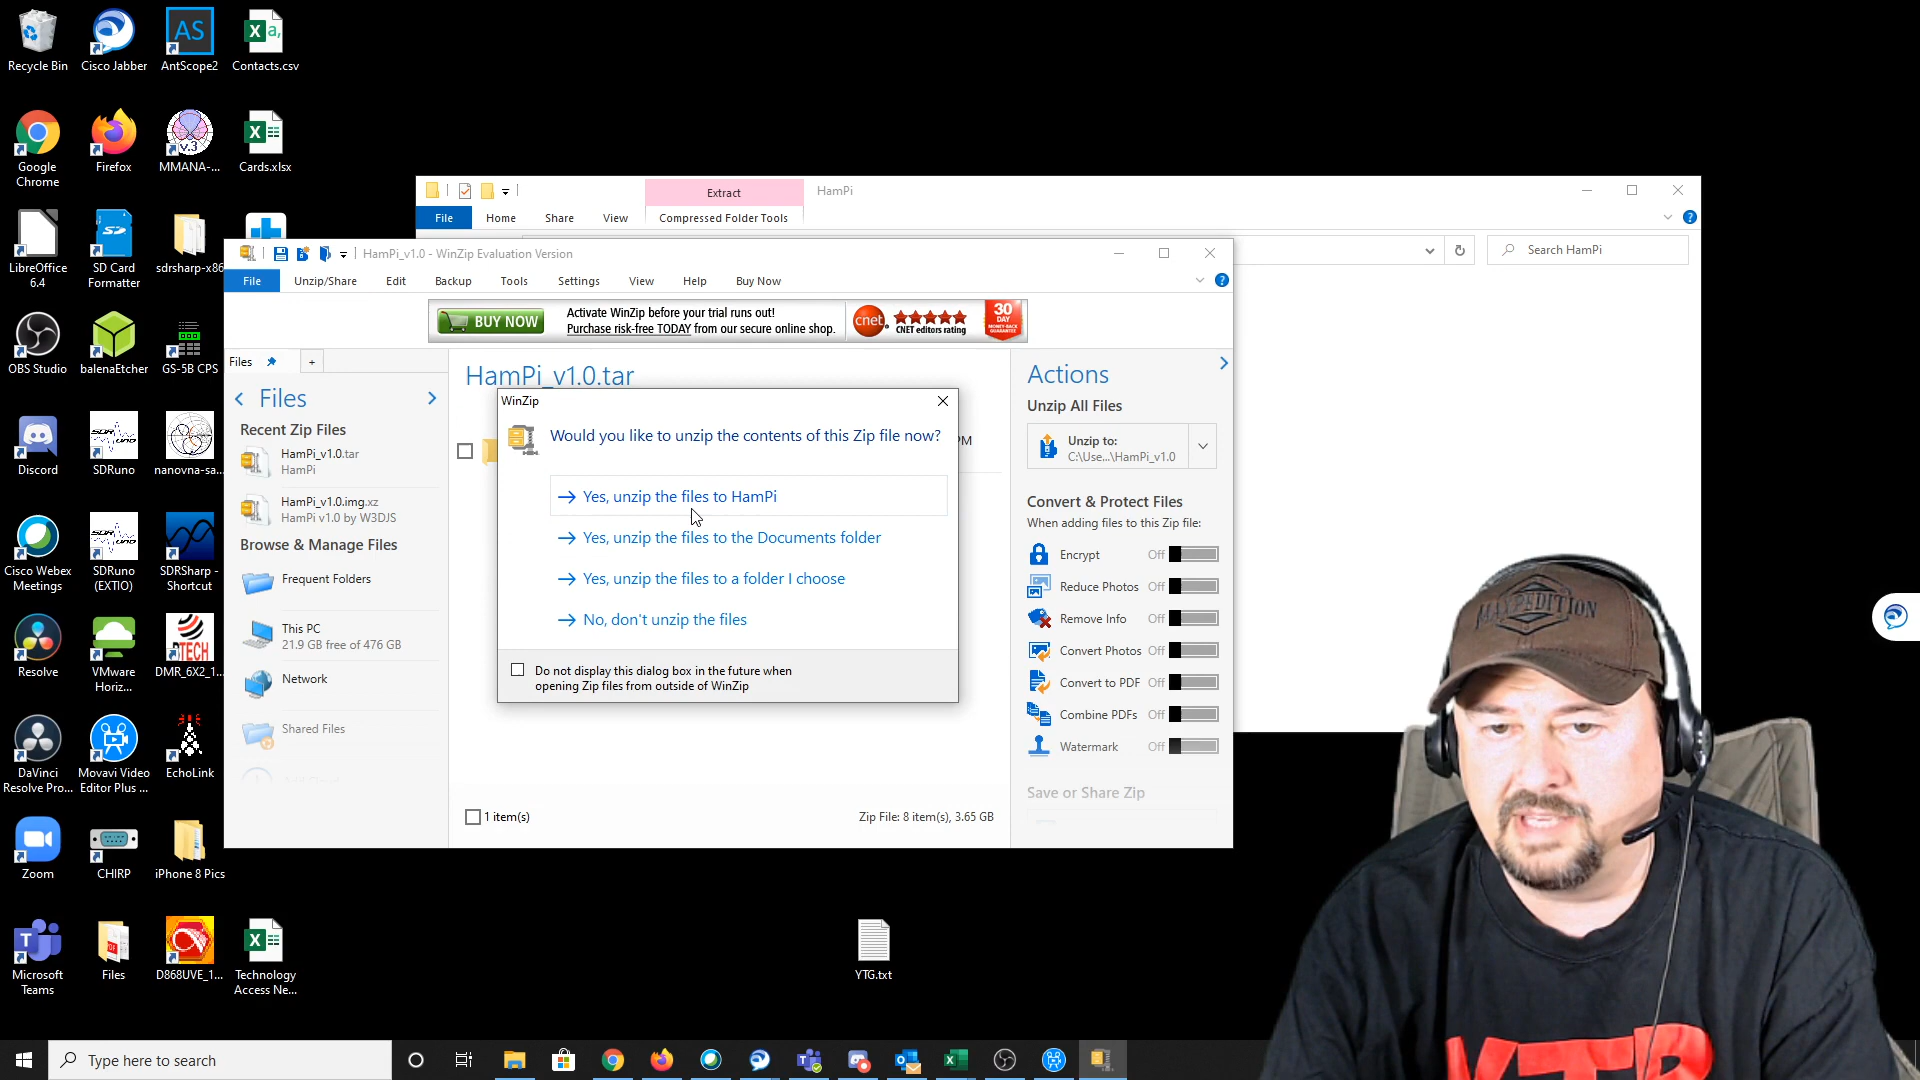 Recycle Bin
Cisco Jabber
AntScope2
Contacts.csv
AS
a,
Google
Chrome
Firefox
MMANA-...
v.3
Cards.xlsx
LibreOffice
6.4
SD Card
Formatter
sdrsharp-x86
OBS Studio
balenaEtcher
GS-5B CPS
Discord
SDRuno
nanovna-sa...
Cisco Webex
Meetings
SDRuno
(EXTIO)
SDRSharp -
Shortcut
Resolve
VMware
Horiz...
DMR_6X2_1...
DaVinci
Resolve Pro...
Movavi Video
Editor Plus ...
EchoLink
Zoom
CHIRP
iPhone 8 Pics
Microsoft
Teams
Files
D868UVE_1...
Technology
Access Ne...
YTG.txt
Extract
HamPi
File
Home
Share
View
Compressed Folder Tools
Search HamPi
HamPi_v1.0 - WinZip Evaluation Version
File
Unzip/Share
Edit
Backup
Tools
Settings
View
Help
Buy Now
BUY NOW
Activate WinZip before your trial runs out!
Purchase risk-free TODAY from our secure online shop.
cnet
CNET editors rating
30
DAY
MONEY-BACK
GUARANTEE
Files
+
Files
Recent Zip Files
HamPi_v1.0.tar
HamPi
HamPi_v1.0.img.xz
HamPi v1.0 by W3DJS
Browse & Manage Files
Frequent Folders
This PC
21.9 GB free of 476 GB
Network
Shared Files
HamPi_v1.0.tar
PM
1 item(s)
Zip File: 8 item(s), 3.65 GB
WinZip
Would you like to unzip the contents of this Zip file now?
Yes, unzip the files to HamPi
Yes, unzip the files to the Documents folder
Yes, unzip the files to a folder I choose
No, don't unzip the files
Do not display this dialog box in the future when
opening Zip files from outside of WinZip
Actions
Unzip All Files
Unzip to:
C:\Use...\HamPi_v1.0
Convert & Protect Files
When adding files to this Zip file:
Encrypt Off
Reduce Photos Off
Remove Info Off
Convert Photos Off
Convert to PDF Off
Combine PDFs Off
Watermark Off
Save or Share Zip
Type here to search